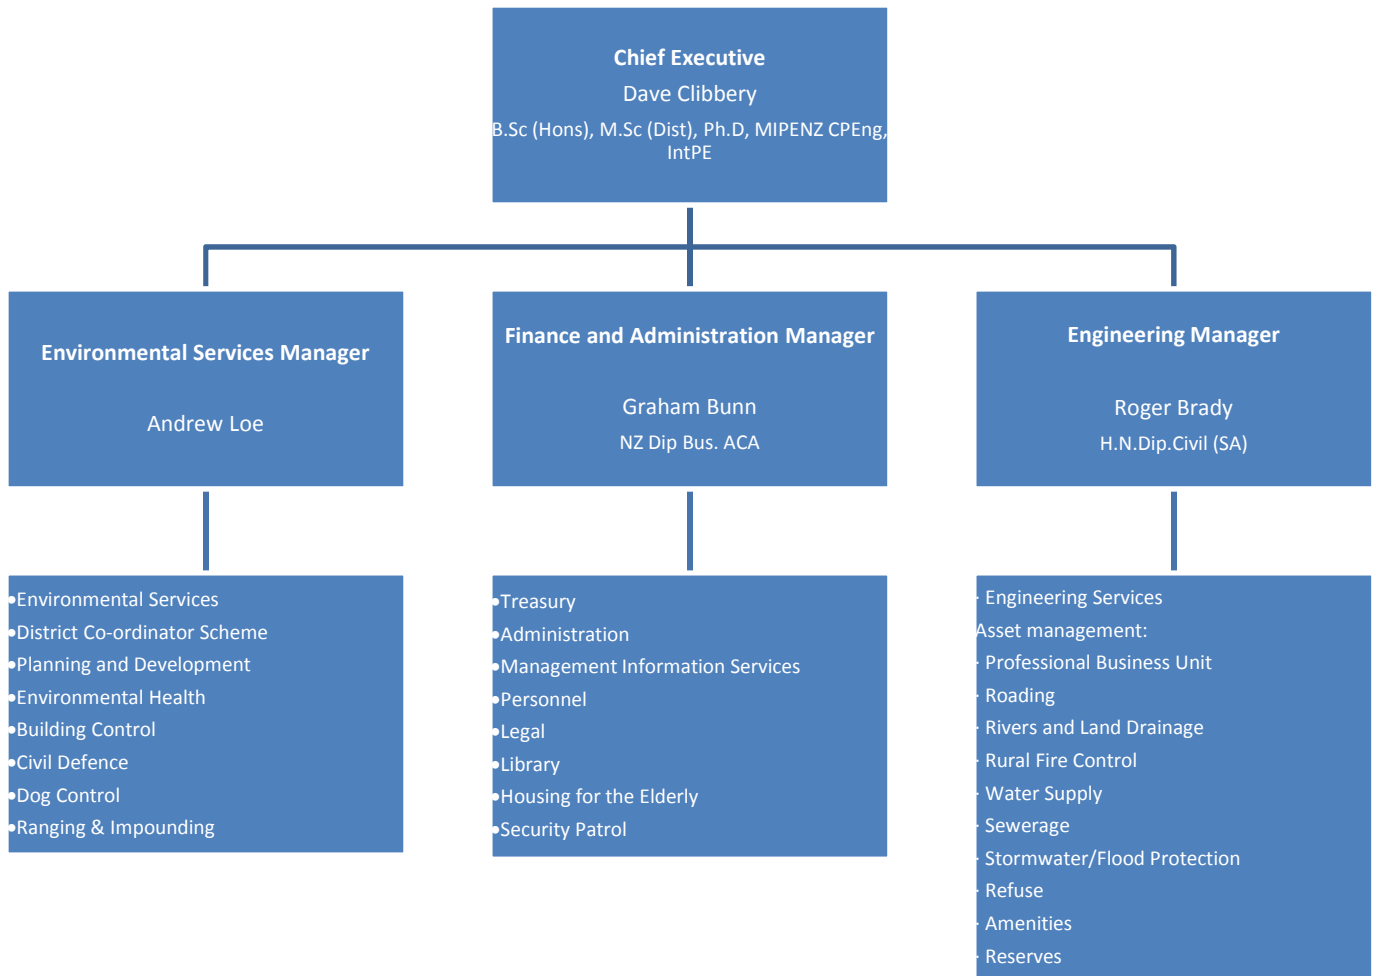 Chief Executive
Dave Clibbery
B.Sc (Hons), M.Sc (Dist), Ph.D, MIPENZ CPEng,
IntPE
Environmental Services Manager
Andrew Loe
Finance and Administration Manager
Graham Bunn
NZ Dip Bus. ACA
Engineering Manager
Roger Brady
H.N.Dip.Civil (SA)
•Environmental Services
•District Co-ordinator Scheme
•Planning and Development
•Environmental Health
•Building Control
•Civil Defence
•Dog Control
•Ranging & Impounding
•Treasury
•Administration
•Management Information Services
•Personnel
•Legal
•Library
•Housing for the Elderly
•Security Patrol
· Engineering Services
Asset management:
· Professional Business Unit
· Roading
· Rivers and Land Drainage
· Rural Fire Control
· Water Supply
· Sewerage
· Stormwater/Flood Protection
· Refuse
· Amenities
· Reserves